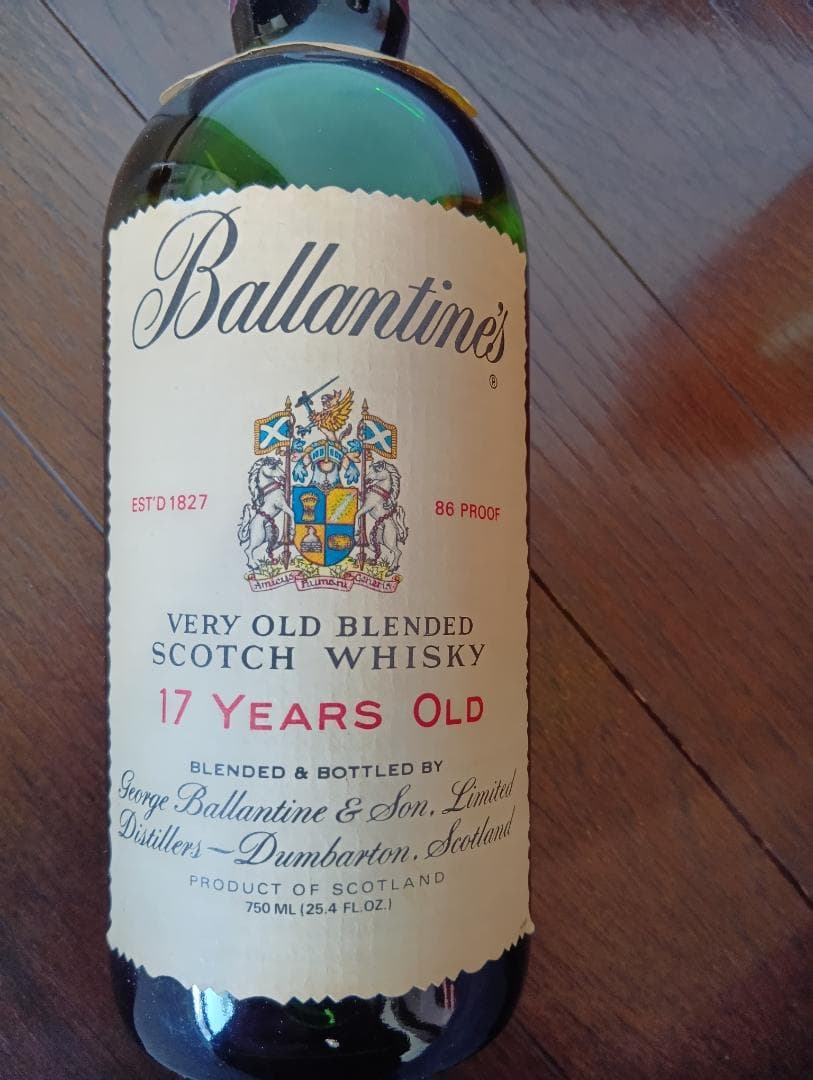 Ballantine's
®
EST'D 1827
86 PROOF
Amicus Humani Generis
VERY OLD BLENDED
SCOTCH WHISKY
17 YEARS OLD
BLENDED & BOTTLED BY
George Ballantine & Son, Limited
Distillers – Dumbarton, Scotland
PRODUCT OF SCOTLAND
750 ML (25.4 FL.OZ.)